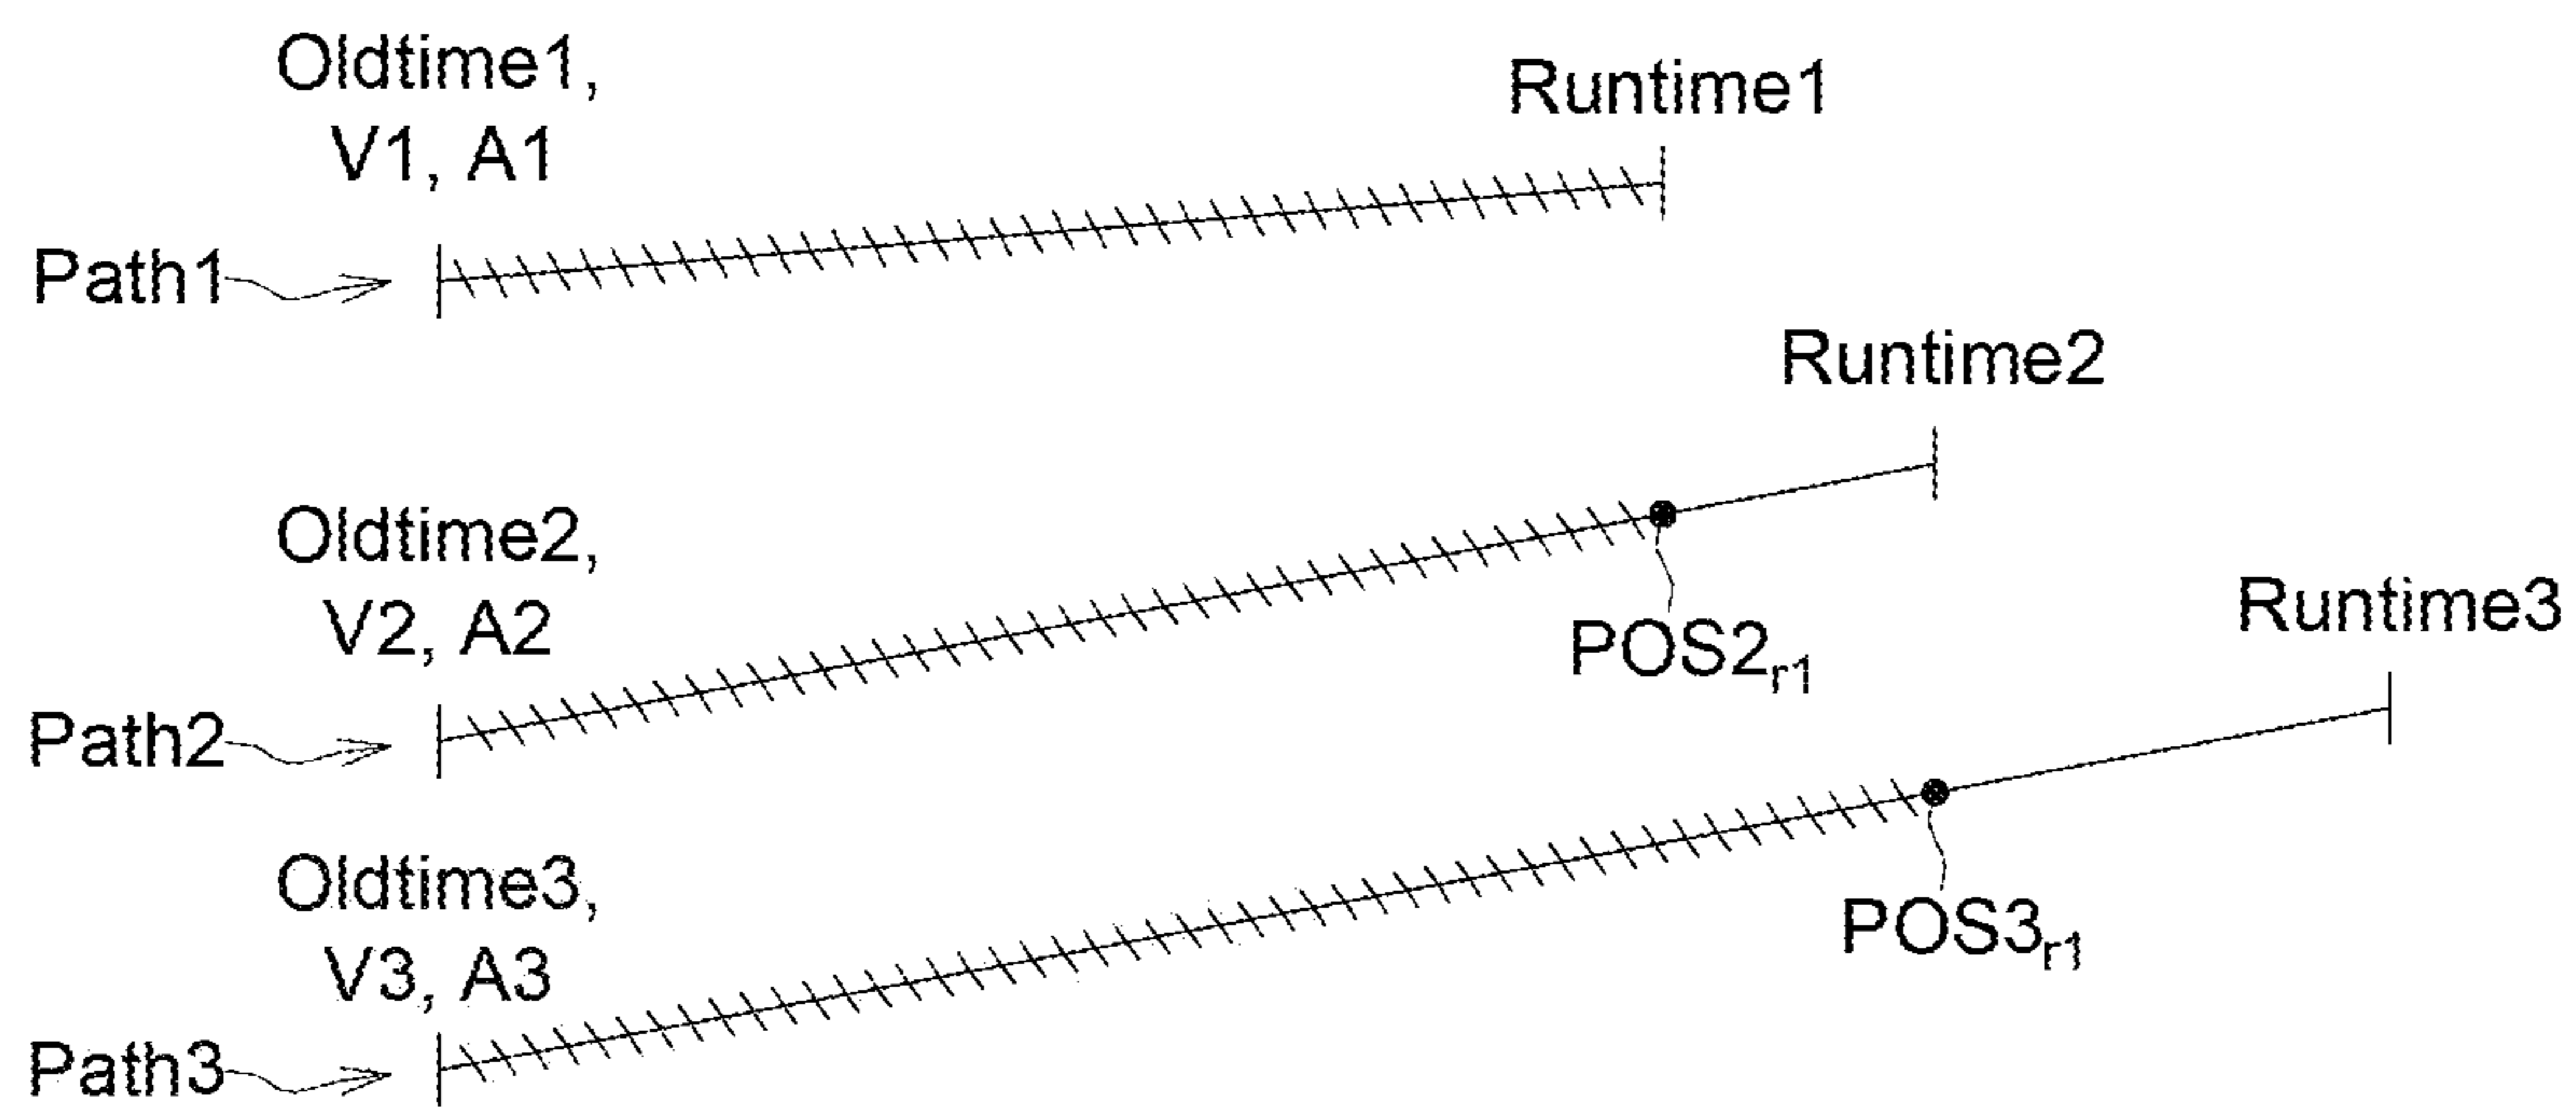 Oldtime1,
V1, A1
Runtime1
Path1
Runtime2
Oldtime2,
V2, A2
POS2r1
Path2
Runtime3
Oldtime3,
V3, A3
POS3r1
Path3